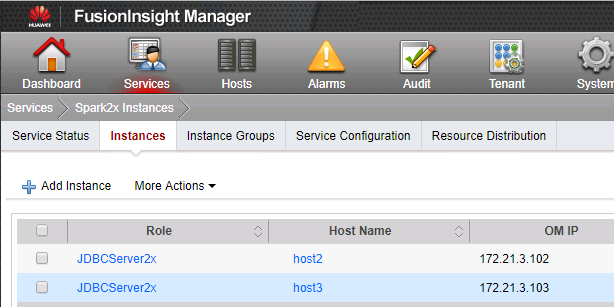 HUAWEI FusionInsight Manager
Dashboard Services Hosts Alarms Audit Tenant System
Services Spark2x Instances
Service Status Instances Instance Groups Service Configuration Resource Distribution
Add Instance More Actions
Role Host Name OM IP
JDBCServer2x host2 172.21.3.102
JDBCServer2x host3 172.21.3.103